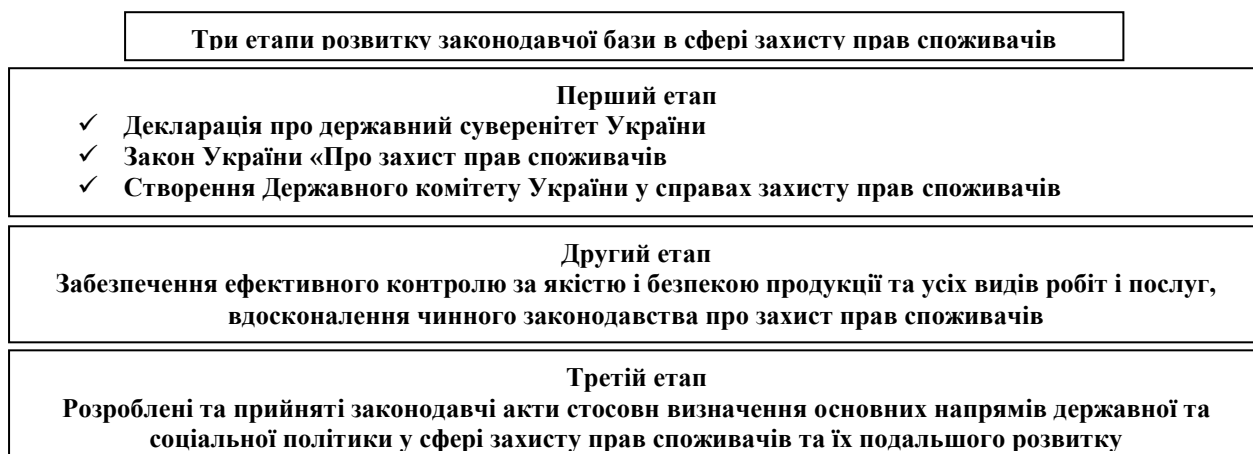 Три етапи розвитку законодавчої бази в сфері захисту прав споживачів
Перший етап
✓ Декларація про державний суверенітет України
✓ Закон України «Про захист прав споживачів
✓ Створення Державного комітету України у справах захисту прав споживачів
Другий етап
Забезпечення ефективного контролю за якістю і безпекою продукції та усіх видів робіт і послуг,
вдосконалення чинного законодавства про захист прав споживачів
Третій етап
Розроблені та прийняті законодавчі акти стосовн визначення основних напрямів державної та
соціальної політики у сфері захисту прав споживачів та їх подальшого розвитку